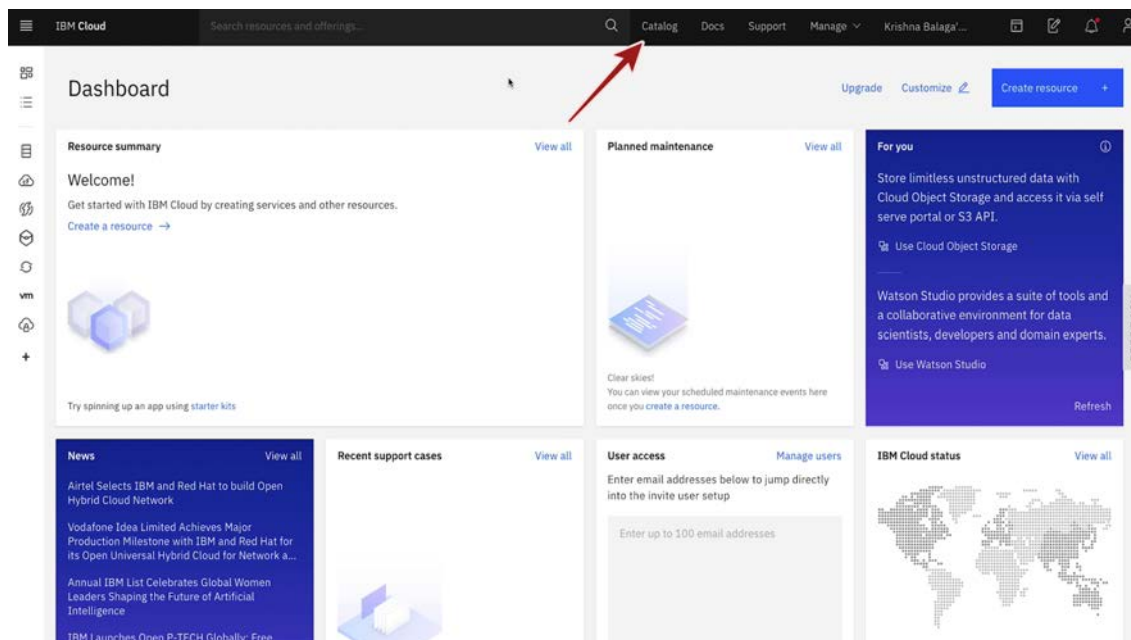 IBM Cloud
Search resources and offerings...
Catalog
Docs
Support
Manage
Krishna Balaga'...
Dashboard
Upgrade
Customize
Create resource +
Resource summary
View all
Welcome!
Get started with IBM Cloud by creating services and other resources.
Create a resource →
Try spinning up an app using starter kits
Planned maintenance
View all
Clear skies!
You can view your scheduled maintenance events here
once you create a resource.
For you
Store limitless unstructured data with
Cloud Object Storage and access it via self
serve portal or S3 API.
Use Cloud Object Storage
Watson Studio provides a suite of tools and
a collaborative environment for data
scientists, developers and domain experts.
Use Watson Studio
Refresh
vm
News
View all
Airtel Selects IBM and Red Hat to build Open
Hybrid Cloud Network
Vodafone Idea Limited Achieves Major
Production Milestone with IBM and Red Hat for
its Open Universal Hybrid Cloud for Network a...
Annual IBM List Celebrates Global Women
Leaders Shaping the Future of Artificial
Intelligence
IBM Launches Open P-TECH Globally: Free
Recent support cases
View all
User access
Manage users
Enter email addresses below to jump directly
into the invite user setup
Enter up to 100 email addresses
IBM Cloud status
View all